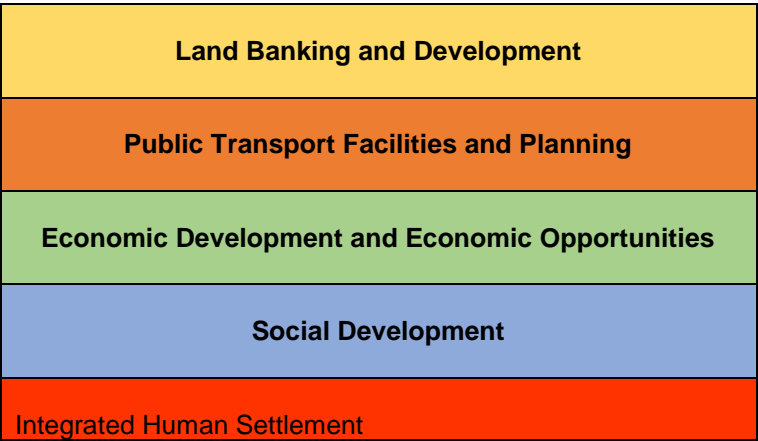 Land Banking and Development
Public Transport Facilities and Planning
Economic Development and Economic Opportunities
Social Development
Integrated Human Settlement